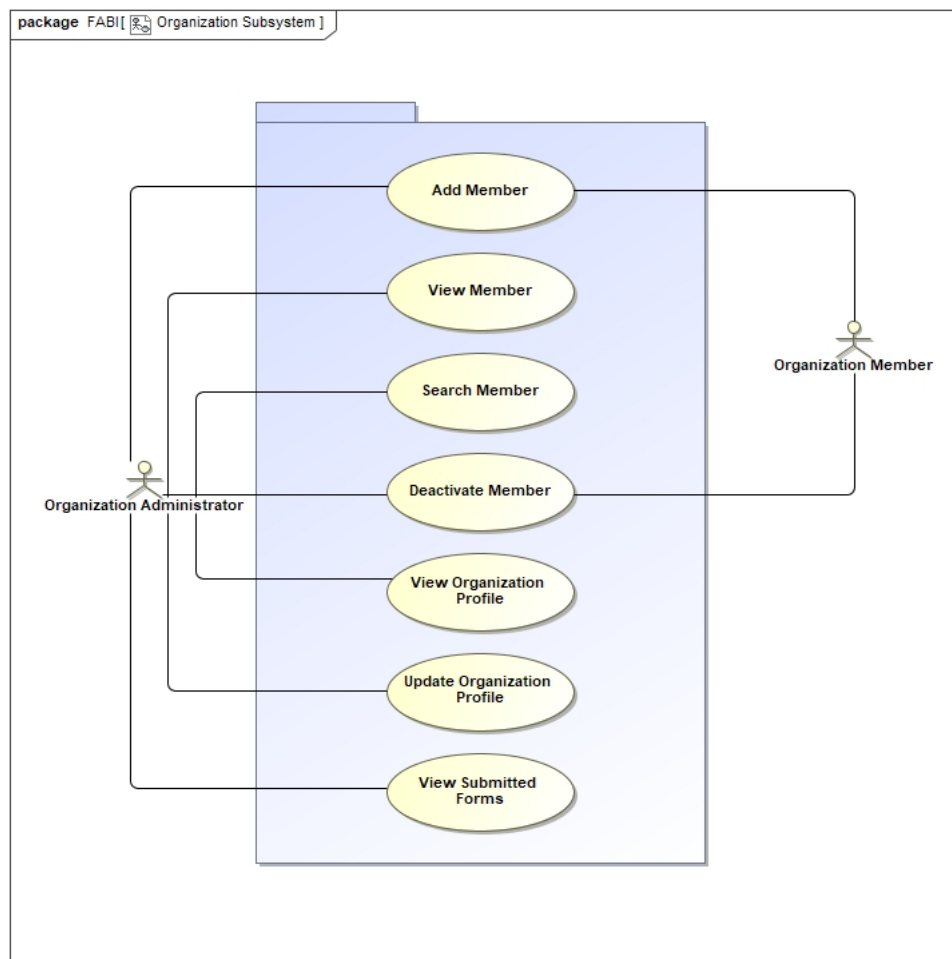 package FABI[ Organization Subsystem ]
Add Member
View Member
Search Member
Organization Member
Deactivate Member
Organization Administrator
View Organization
Profile
Update Organization
Profile
View Submitted
Forms